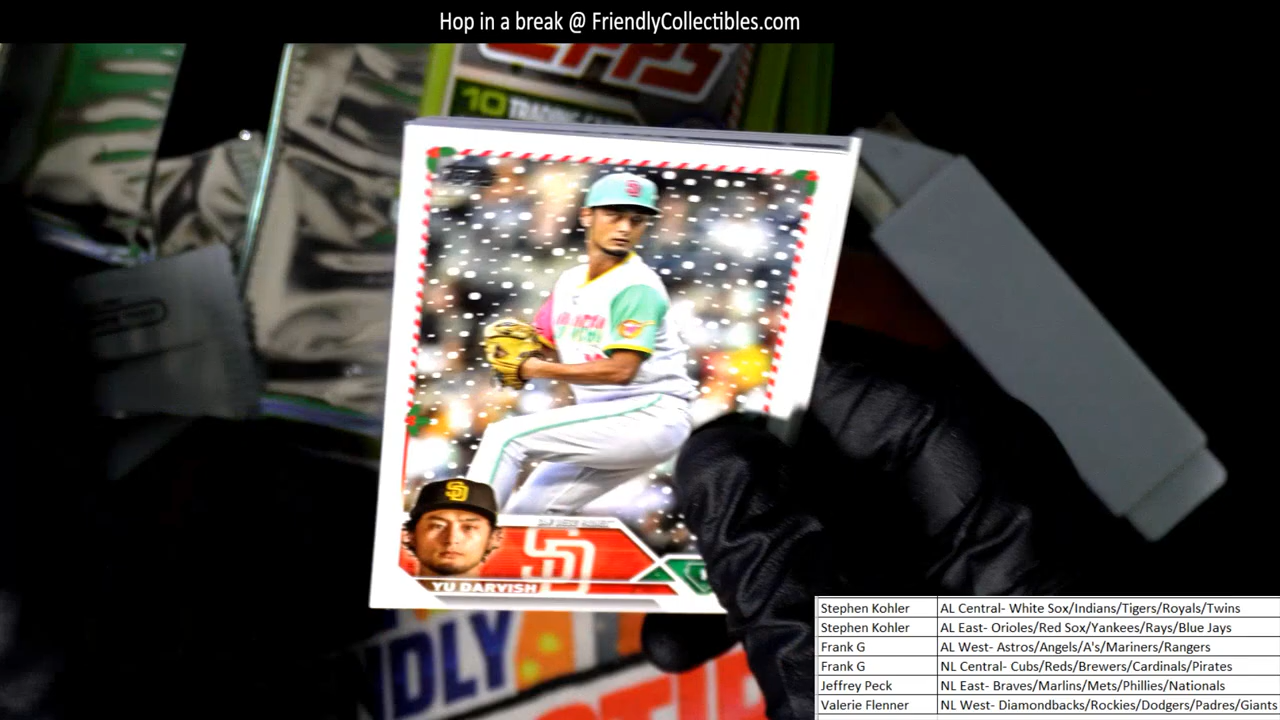 Hop in a break @ FriendlyCollectibles.com
10 TRADING
SD
YU DARVISH
NDLY
Stephen Kohler AL Central- White Sox/Indians/Tigers/Royals/Twins
Stephen Kohler AL East- Orioles/Red Sox/Yankees/Rays/Blue Jays
Frank G AL West- Astros/Angels/A's/Mariners/Rangers
Frank G NL Central- Cubs/Reds/Brewers/Cardinals/Pirates
Jeffrey Peck NL East- Braves/Marlins/Mets/Phillies/Nationals
Valerie Flenner NL West- Diamondbacks/Rockies/Dodgers/Padres/Giants